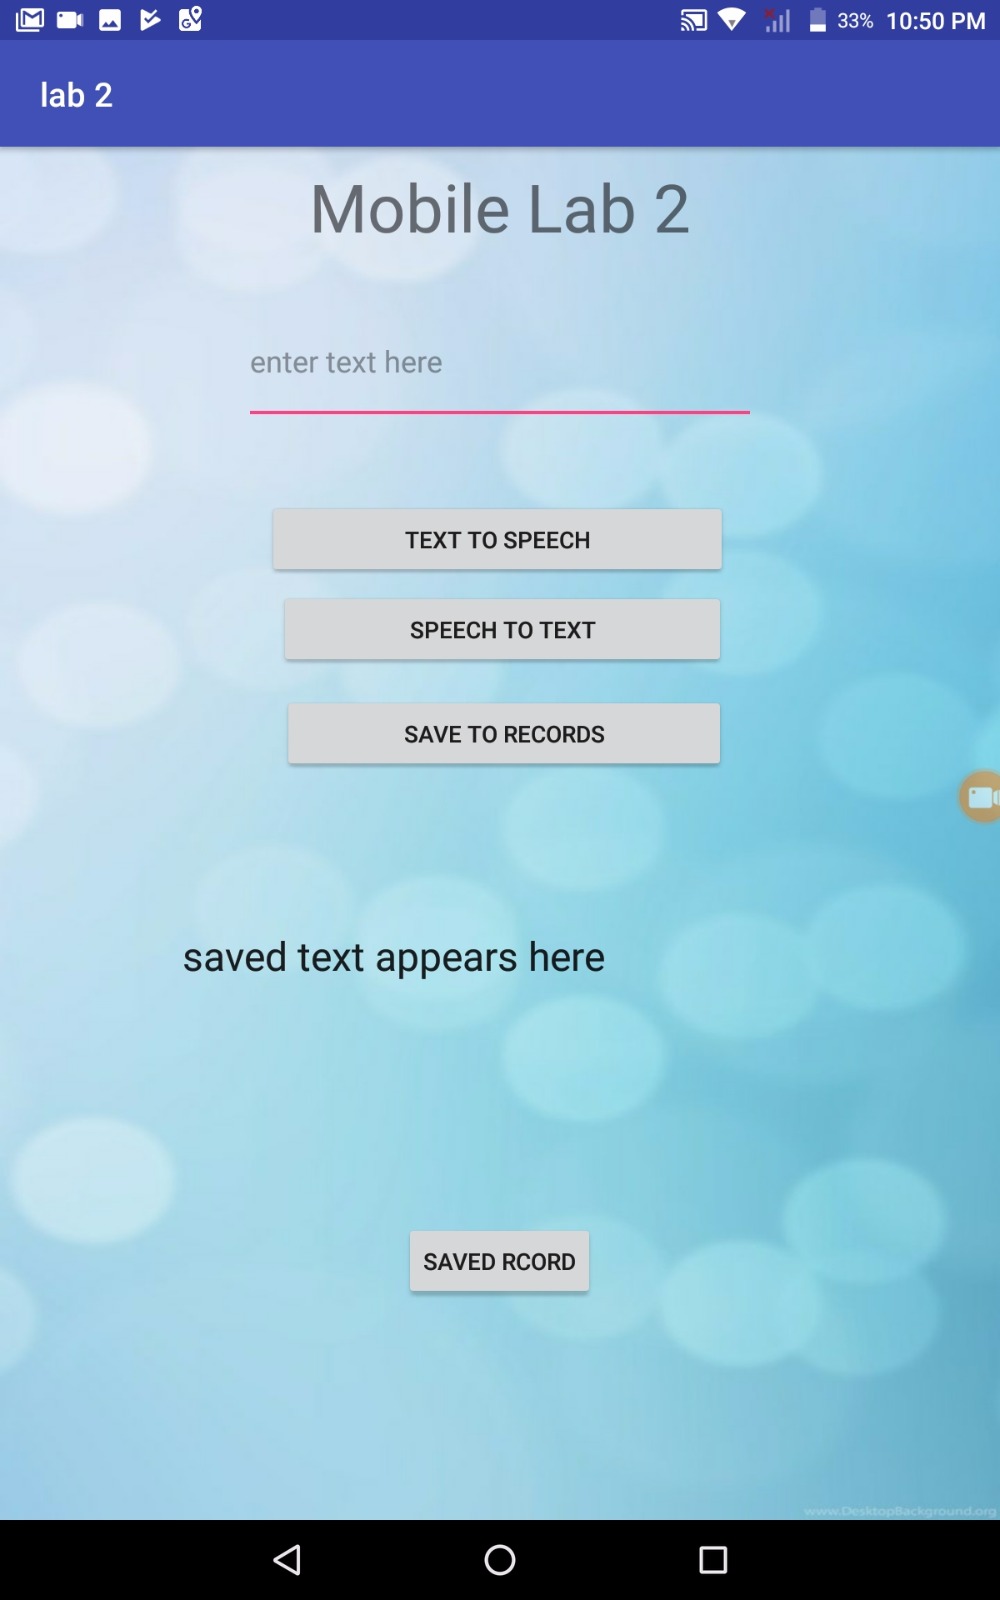 33% 10:50 PM
lab 2
Mobile Lab 2
enter text here
TEXT TO SPEECH
SPEECH TO TEXT
SAVE TO RECORDS
saved text appears here
SAVED RCORD
www.DesktopBackground.org